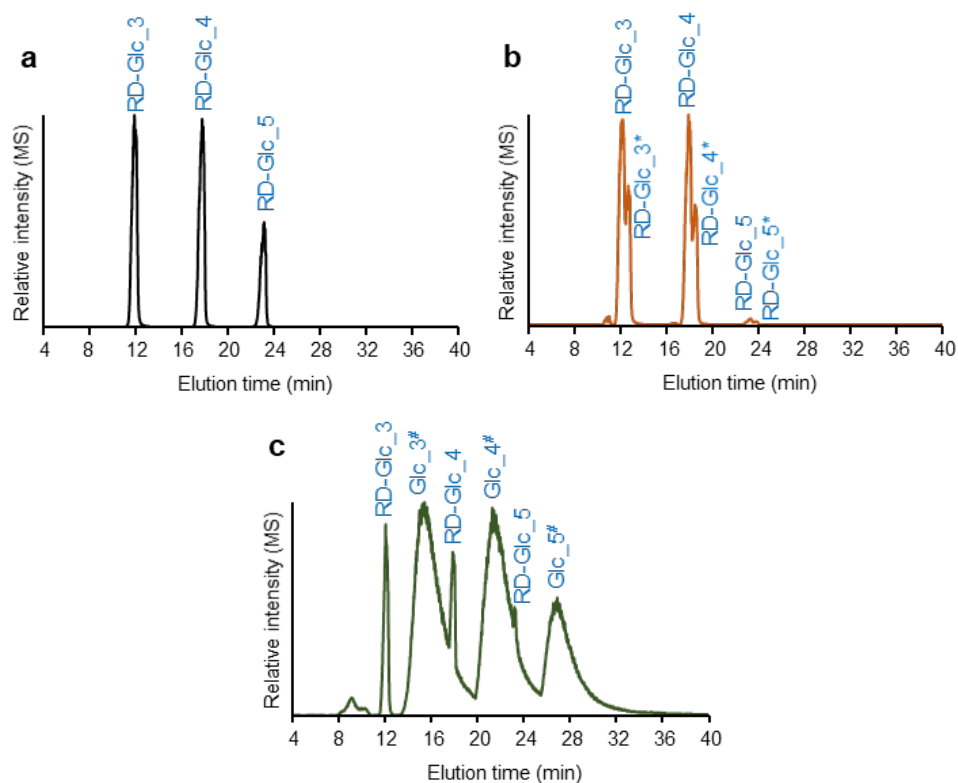 a
RD-Glc_3
RD-Glc_4
RD-Glc_5
Relative intensity (MS)
4 8 12 16 20 24 28 32 36 40
Elution time (min)
b
RD-Glc_3
RD-Glc_3*
RD-Glc_4
RD-Glc_4*
RD-Glc_5
RD-Glc_5*
Relative intensity (MS)
4 8 12 16 20 24 28 32 36 40
Elution time (min)
c
RD-Glc_3
Glc_3#
RD-Glc_4
Glc_4#
RD-Glc_5
Glc_5#
Relative intensity (MS)
4 8 12 16 20 24 28 32 36 40
Elution time (min)